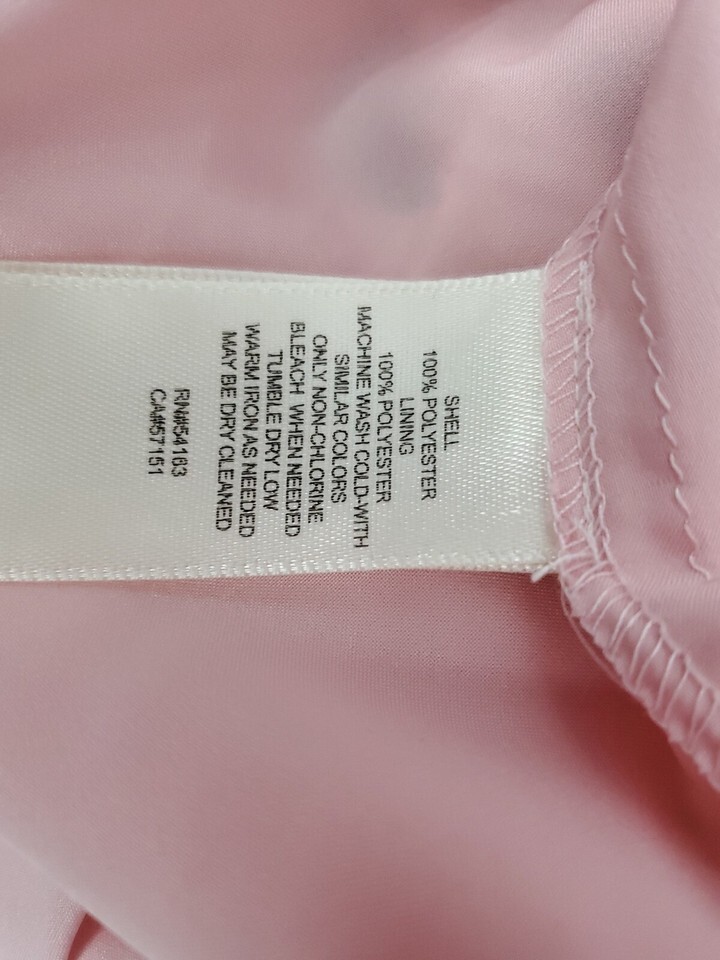 SHELL
100% POLYESTER
LINING
100% POLYESTER
MACHINE WASH COLD-WITH
SIMILAR COLORS
ONLY NON-CHLORINE
BLEACH WHEN NEEDED
TUMBLE DRY LOW
WARM IRON AS NEEDED
MAY BE DRY CLEANED
RN#54163
CA#57151